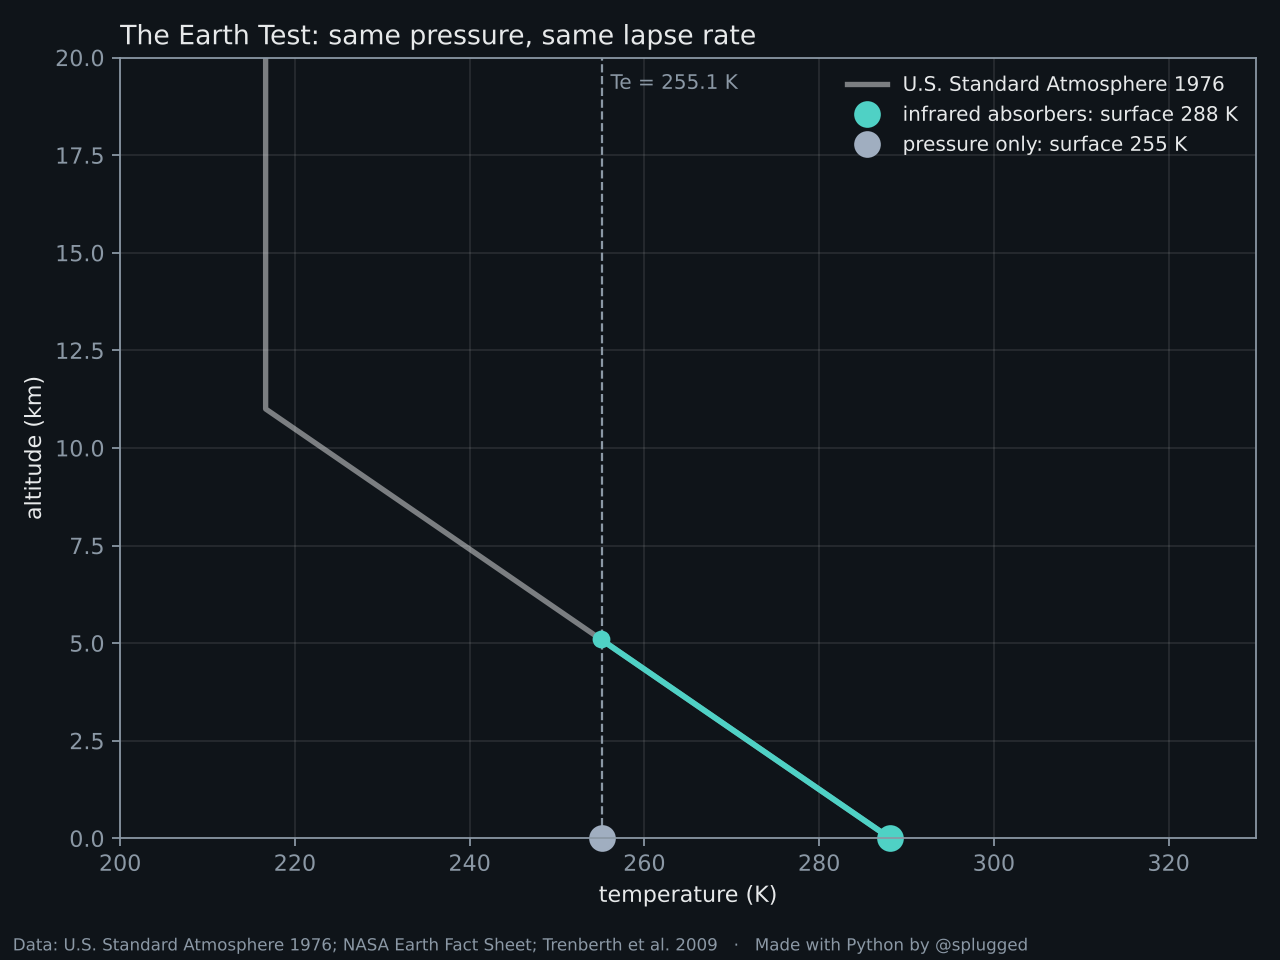 The Earth Test: same pressure, same lapse rate
Te = 255.1 K
U.S. Standard Atmosphere 1976
infrared absorbers: surface 288 K
pressure only: surface 255 K
20.0
17.5
15.0
12.5
10.0
7.5
5.0
2.5
0.0
altitude (km)
200 220 240 260 280 300 320
temperature (K)
Data: U.S. Standard Atmosphere 1976; NASA Earth Fact Sheet; Trenberth et al. 2009 · Made with Python by @splugged